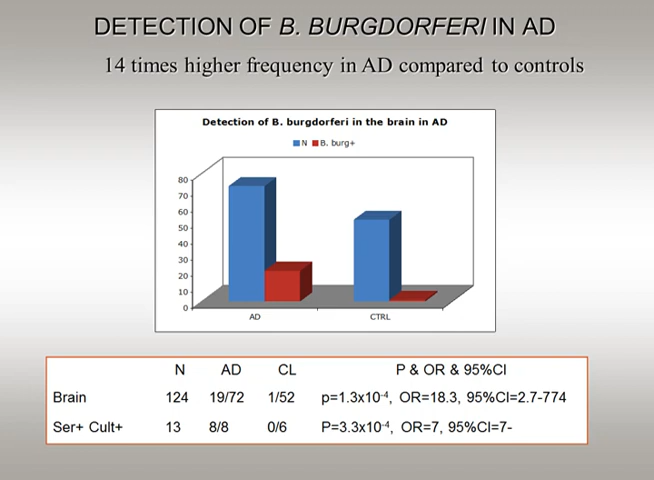 DETECTION OF B. BURGDORFERI IN AD
14 times higher frequency in AD compared to controls
Detection of B. burgdorferi in the brain in AD
N B. burg+
80
70
60
50
40
30
20
10
0
AD CTRL
N AD CL P & OR & 95%CI
Brain 124 19/72 1/52 p=1.3x10⁻⁴, OR=18.3, 95%CI=2.7-774
Ser+ Cult+ 13 8/8 0/6 P=3.3x10⁻⁴, OR=7, 95%CI=7-